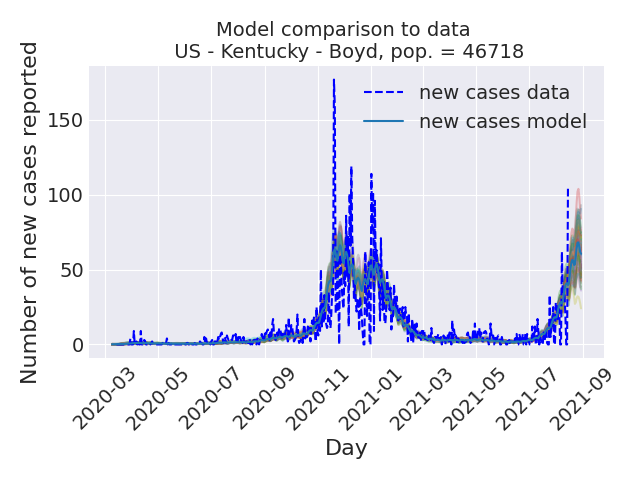 Model comparison to data
US - Kentucky - Boyd, pop. = 46718
Number of new cases reported
150
100
50
0
new cases data
new cases model
2020-03
2020-05
2020-07
2020-09
2020-11
2021-01
2021-03
2021-05
2021-07
2021-09
Day